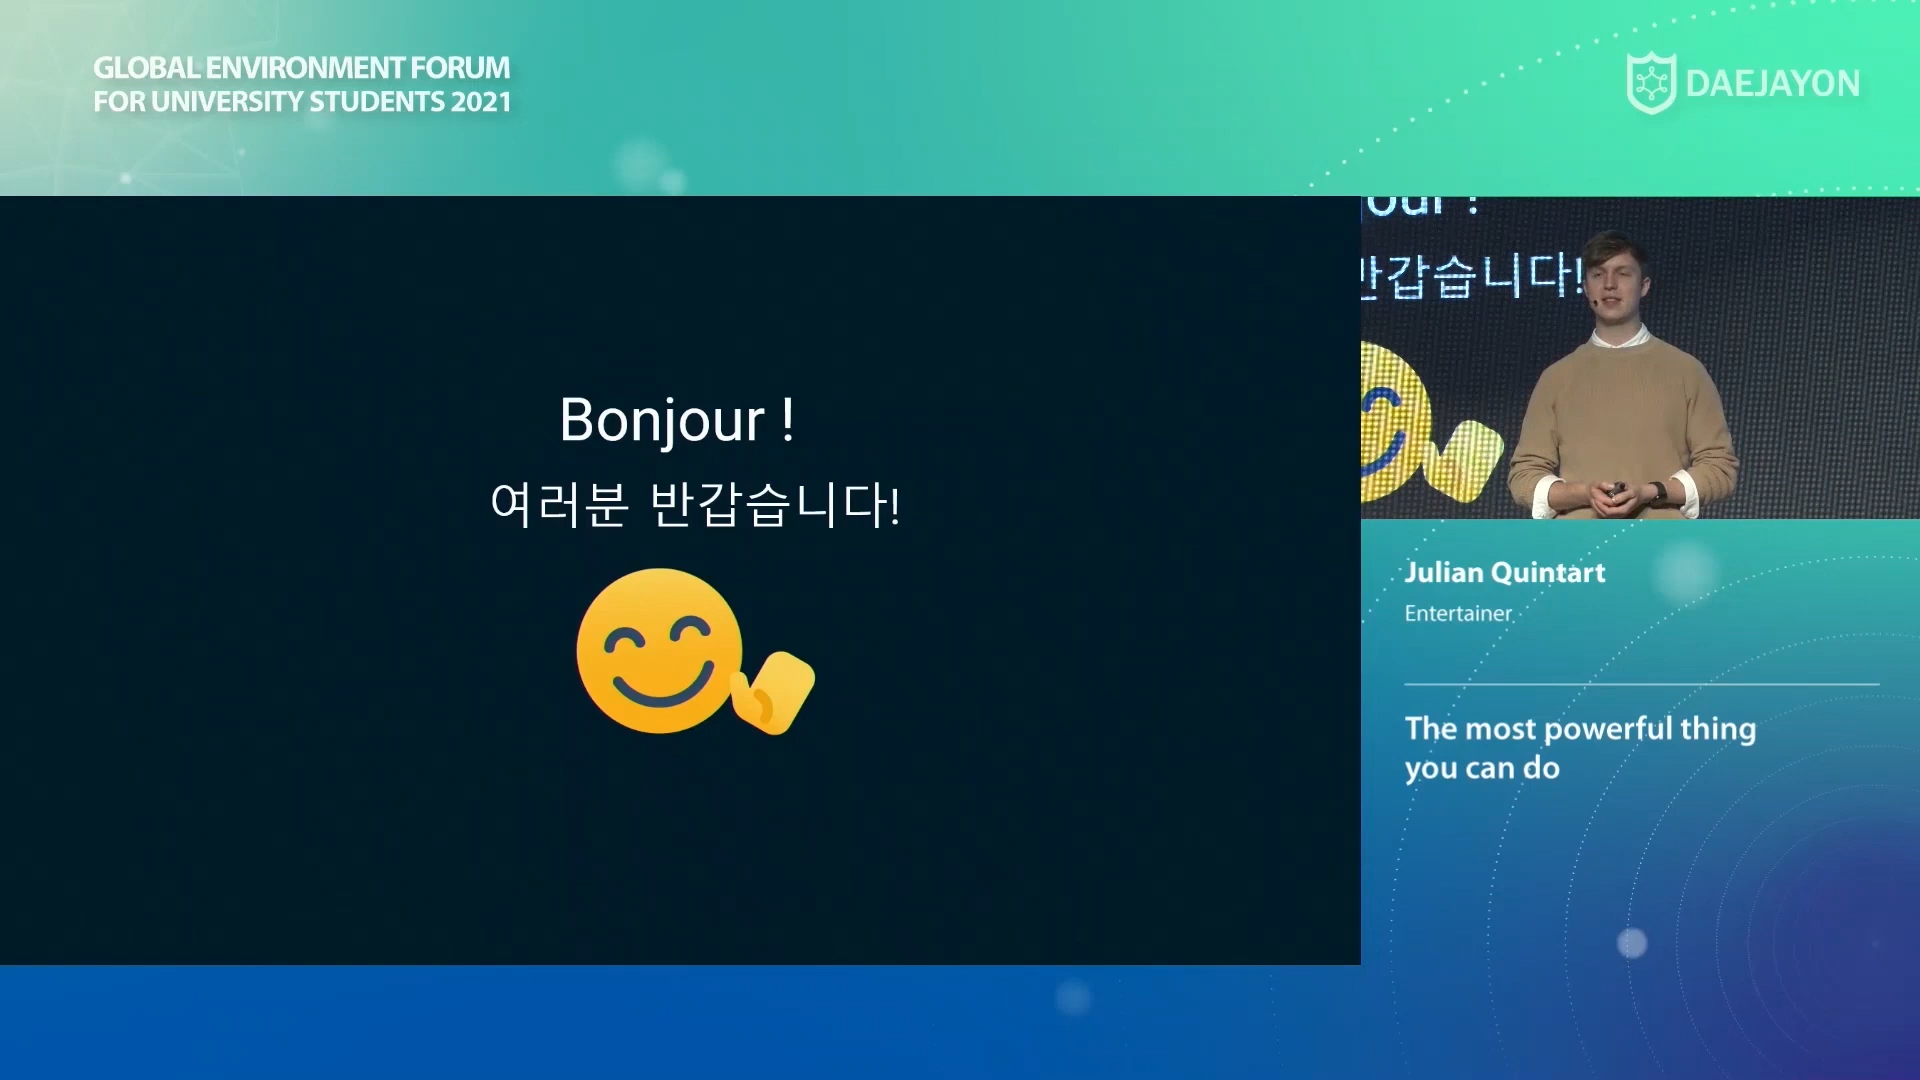 GLOBAL ENVIRONMENT FORUM
FOR UNIVERSITY STUDENTS 2021
DAEJAYON
Bonjour !
여러분 반갑습니다!
our !
반갑습니다!
Julian Quintart
Entertainer
The most powerful thing
you can do